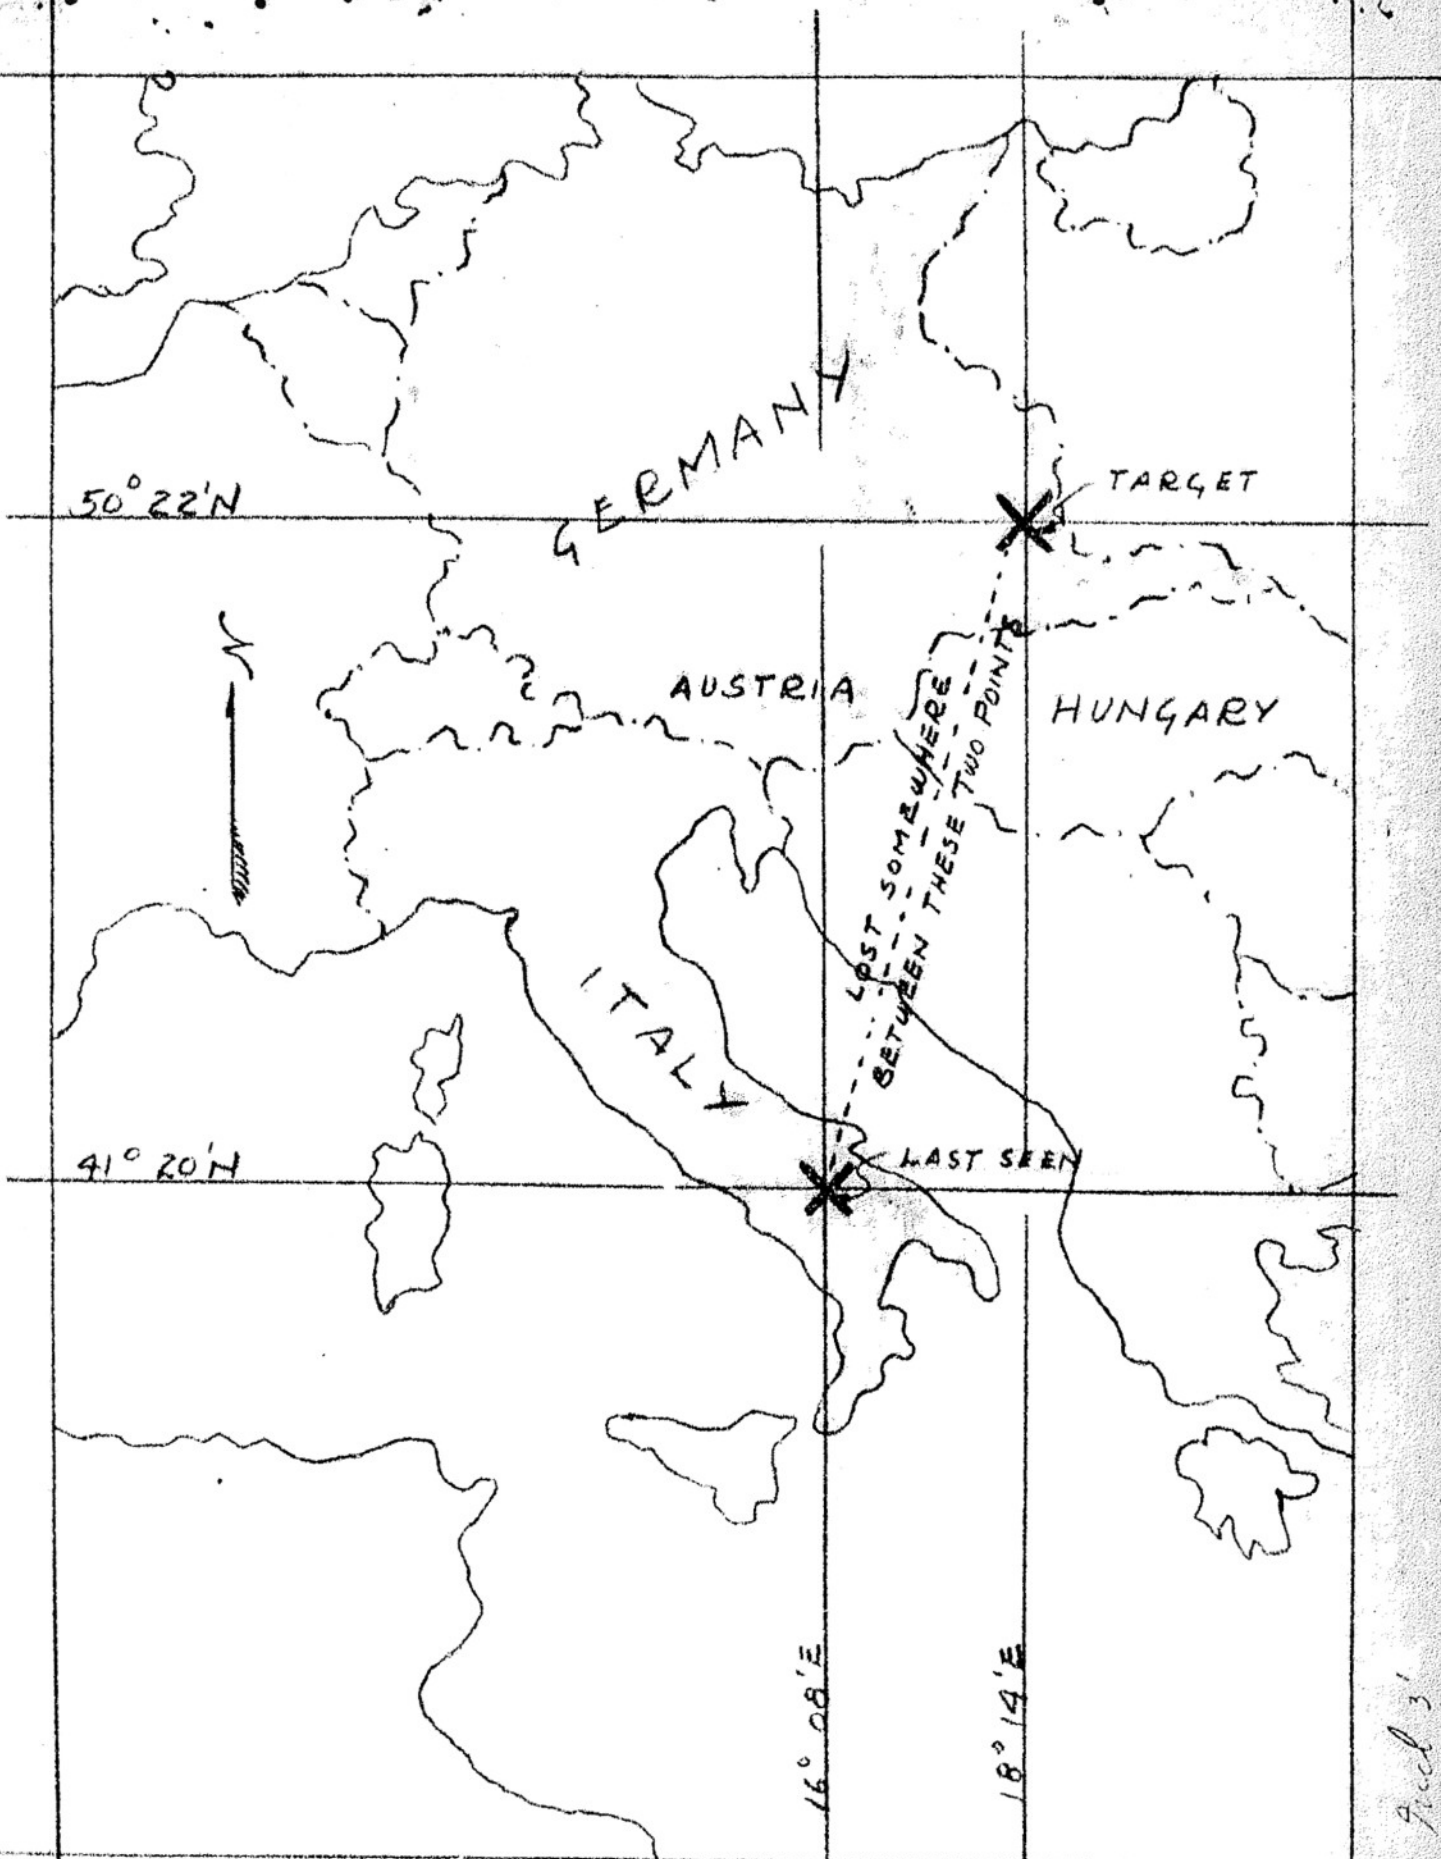 GERMANY
TARGET
50° 22'N
N
AUSTRIA
HUNGARY
LOST SOMEWHERE
BETWEEN THESE TWO POINTS
ITALY
41° 20'N
LAST SEEN
16° 08'E
18° 14'E